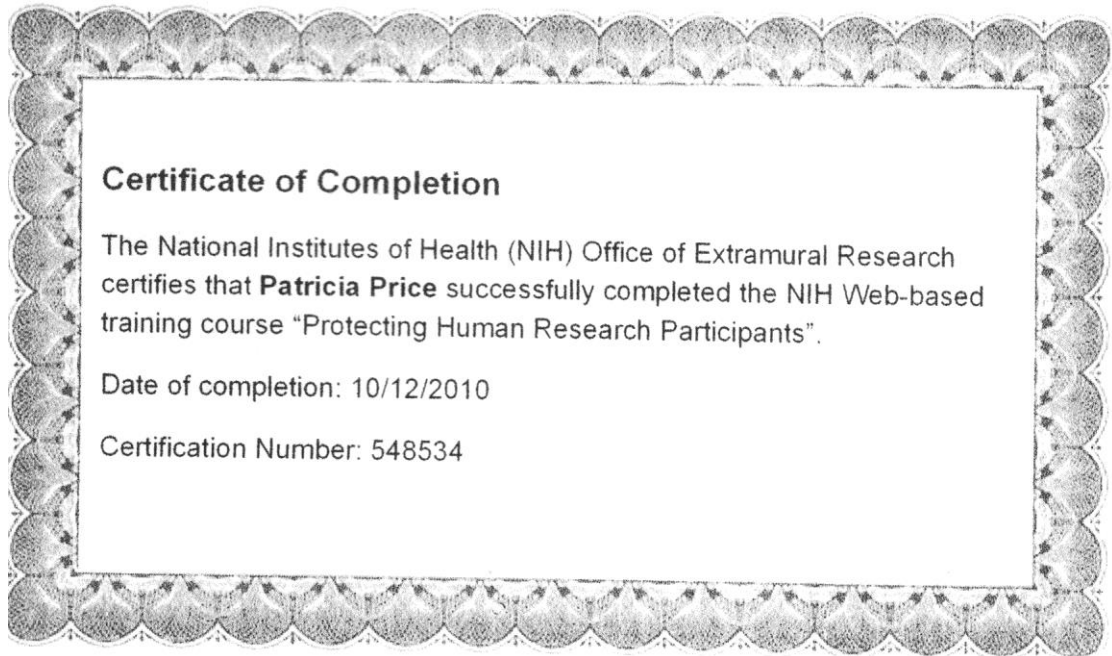 Certificate of Completion
The National Institutes of Health (NIH) Office of Extramural Research
certifies that Patricia Price successfully completed the NIH Web-based
training course “Protecting Human Research Participants”.
Date of completion: 10/12/2010
Certification Number: 548534